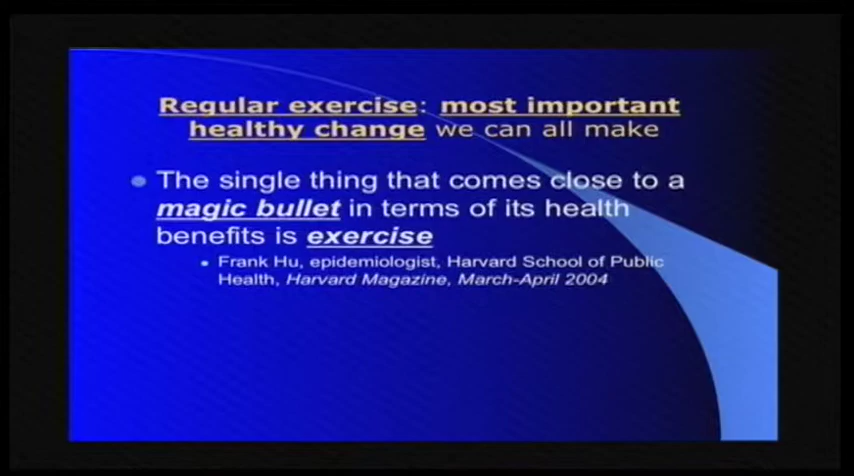 Regular exercise: most important
healthy change we can all make
The single thing that comes close to a
magic bullet in terms of its health
benefits is exercise
Frank Hu, epidemiologist, Harvard School of Public
Health, Harvard Magazine, March-April 2004